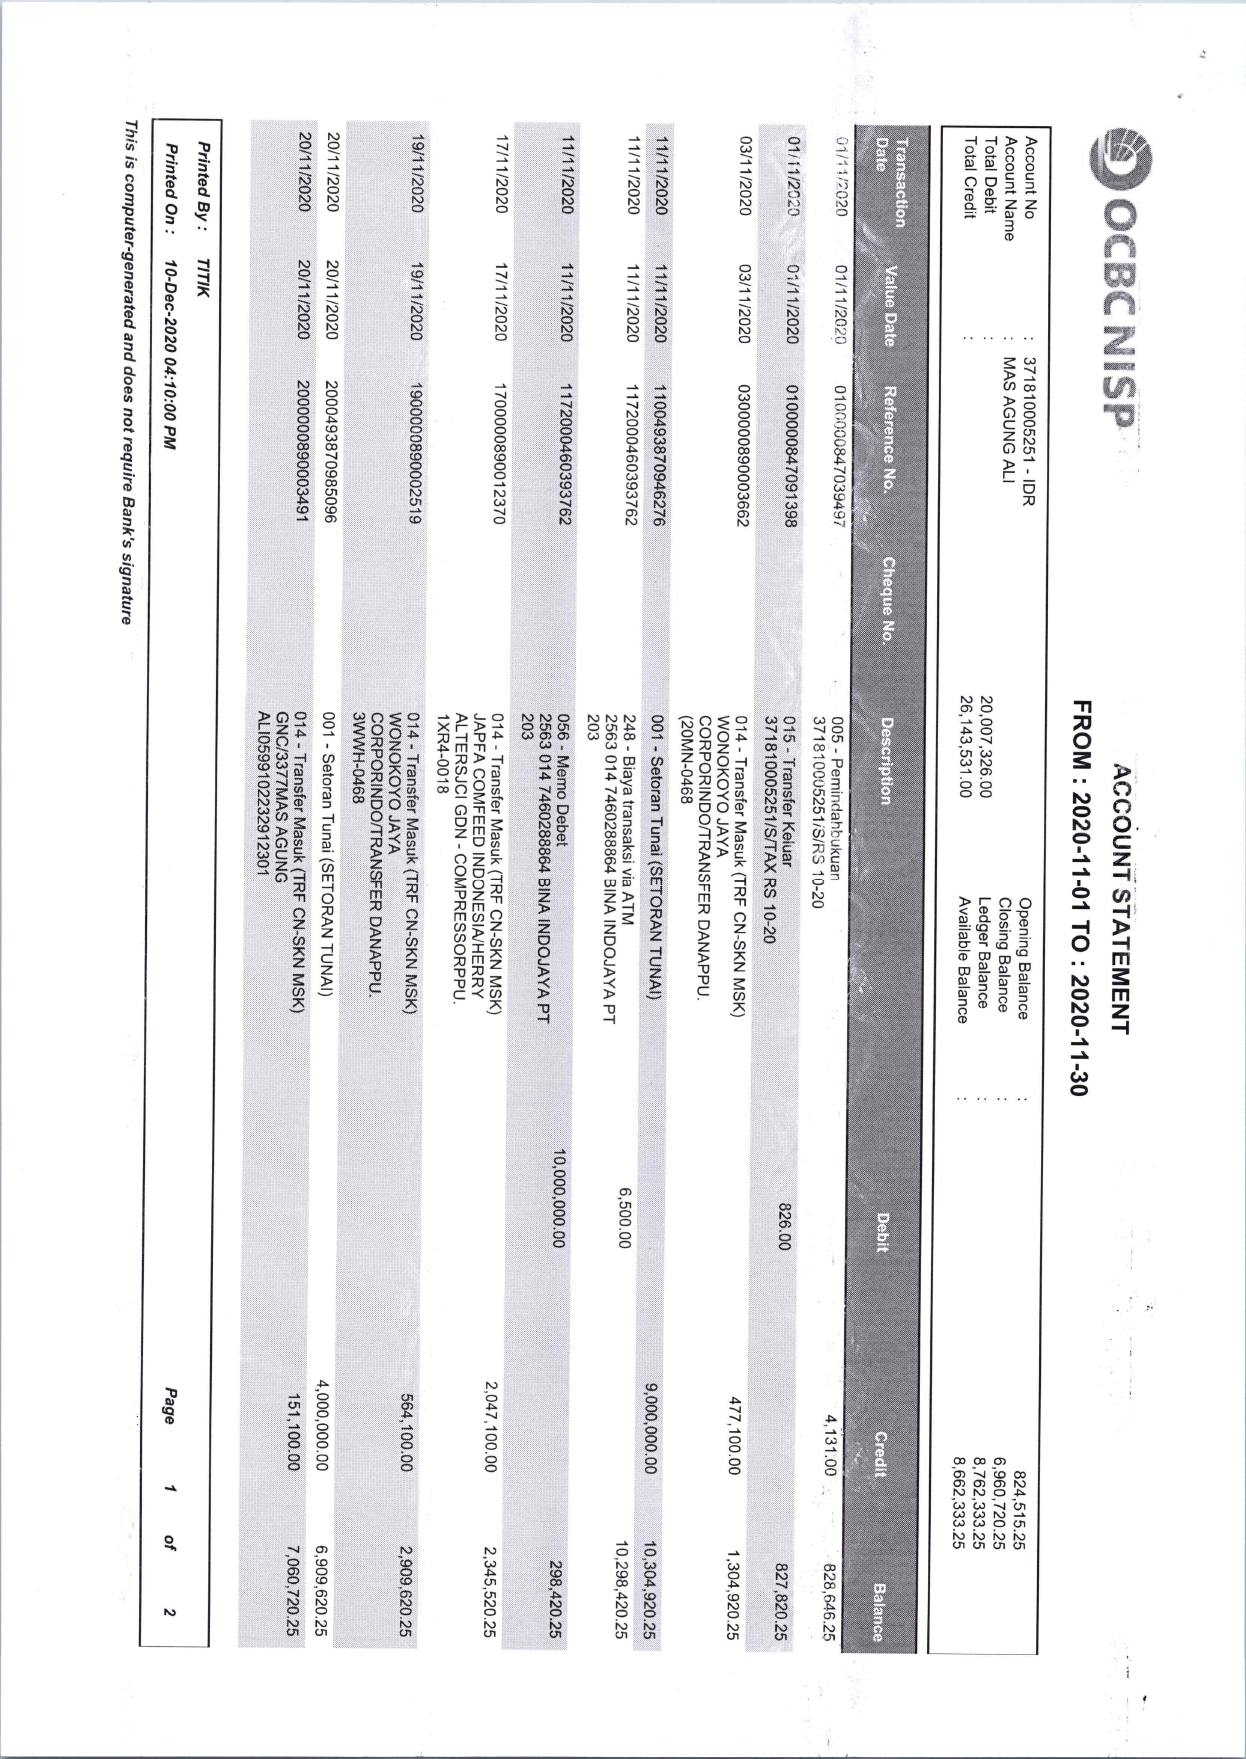 OCBC NISP
ACCOUNT STATEMENT
FROM : 2020-11-01 TO : 2020-11-30
Account No : 371810005251 - IDR Opening Balance : 824,515.25
Account Name : MAS AGUNG ALI Closing Balance : 6,960,720.25
Total Debit : 20,007,326.00 Ledger Balance : 8,762,333.25
Total Credit : 26,143,531.00 Available Balance : 8,662,333.25
Transaction Date Value Date Reference No. Cheque No. Description Debit Credit Balance
01/11/2020 01/11/2020 0100000847039497 005 - Pemindahbukuan 4,131.00 828,646.25
371810005251/S/RS 10-20
01/11/2020 01/11/2020 0100000847091398 015 - Transfer Keluar 826.00 827,820.25
371810005251/S/TAX RS 10-20
03/11/2020 03/11/2020 0300000890003662 014 - Transfer Masuk (TRF CN-SKN MSK) 477,100.00 1,304,920.25
WONOKOYO JAYA
CORPORINDO/TRANSFER DANAPPU.
(20MN-0468
11/11/2020 11/11/2020 1100493870946276 001 - Setoran Tunai (SETORAN TUNAI) 9,000,000.00 10,304,920.25
11/11/2020 11/11/2020 1172000460393762 248 - Biaya transaksi via ATM 6,500.00 10,298,420.25
2563 014 7460288864 BINA INDOJAYA PT
203
11/11/2020 11/11/2020 1172000460393762 056 - Memo Debet 10,000,000.00 298,420.25
2563 014 7460288864 BINA INDOJAYA PT
203
17/11/2020 17/11/2020 1700000890012370 014 - Transfer Masuk (TRF CN-SKN MSK) 2,047,100.00 2,345,520.25
JAPFA COMFEED INDONESIA/HERRY
ALTERSJCI GDN - COMPRESSORPPU.
1XR4-0018
19/11/2020 19/11/2020 1900000890002519 014 - Transfer Masuk (TRF CN-SKN MSK) 564,100.00 2,909,620.25
WONOKOYO JAYA
CORPORINDO/TRANSFER DANAPPU.
3WWH-0468
20/11/2020 20/11/2020 2000493870985096 001 - Setoran Tunai (SETORAN TUNAI) 4,000,000.00 6,909,620.25
20/11/2020 20/11/2020 2000000890003491 014 - Transfer Masuk (TRF CN-SKN MSK) 151,100.00 7,060,720.25
GNC/3377MAS AGUNG
ALI0599102232912301
Printed By : TITIK
Printed On : 10-Dec-2020 04:10:00 PM Page 1 of 2
This is computer-generated and does not require Bank's signature